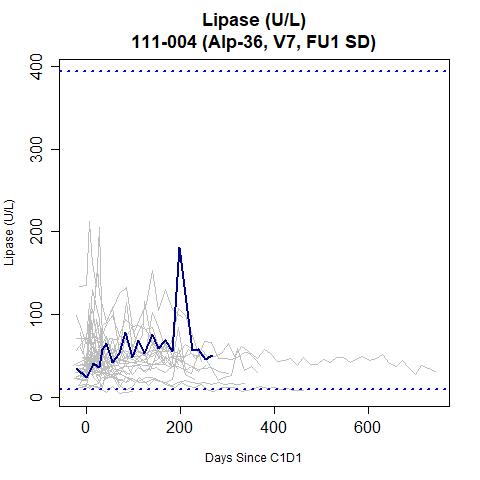 Lipase (U/L)
111-004 (Alp-36, V7, FU1 SD)
400
300
200
100
0
Lipase (U/L)
0 200 400 600
Days Since C1D1